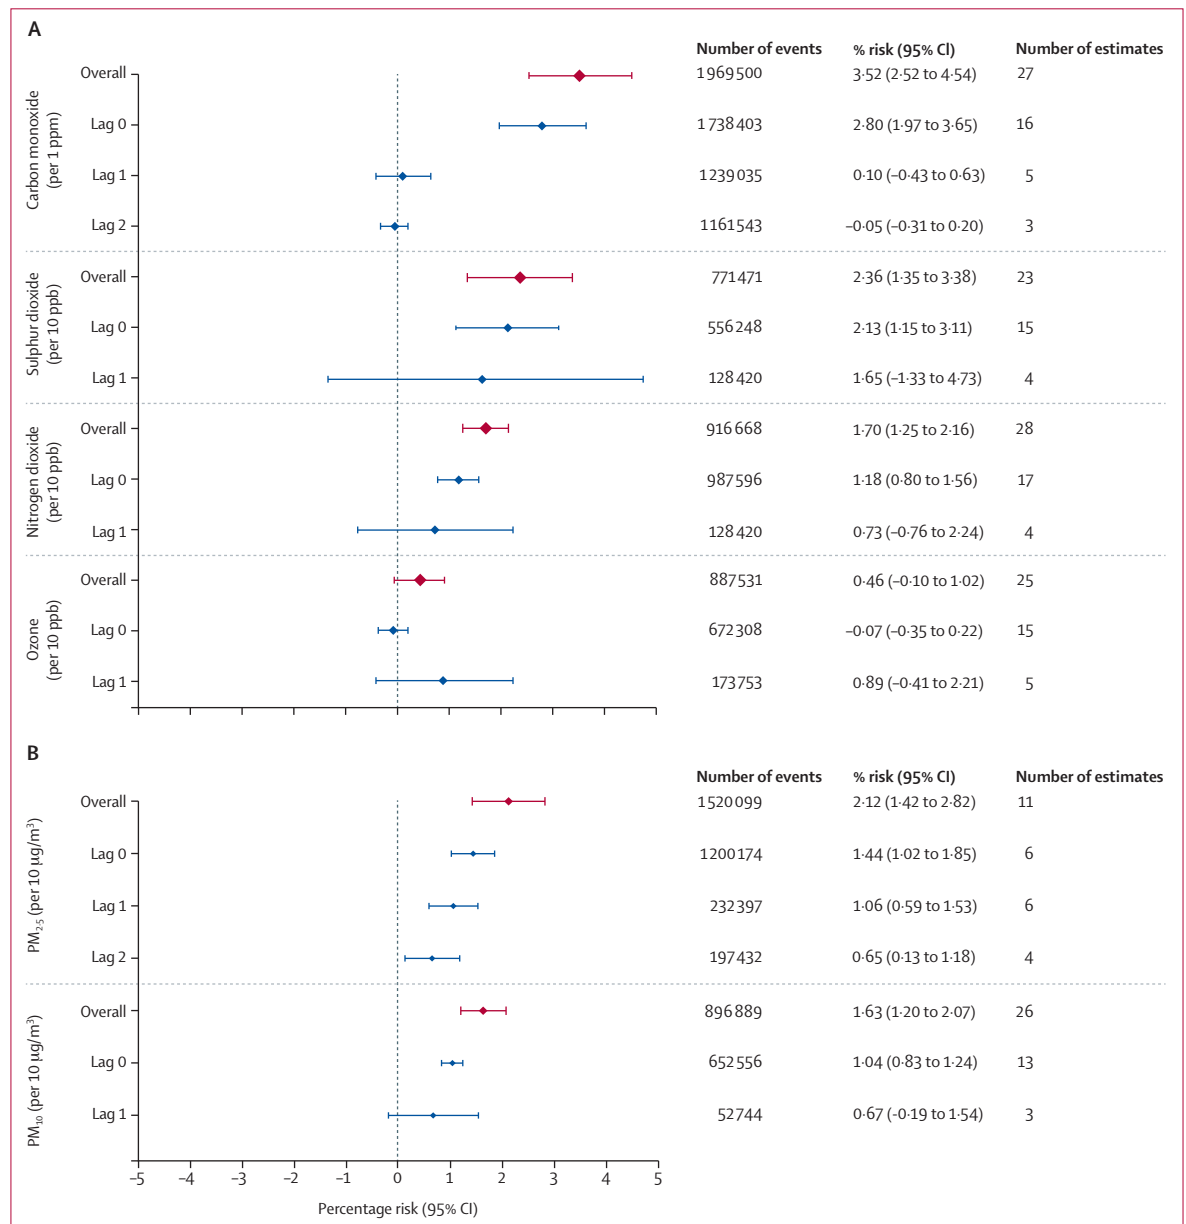 A
Number of events % risk (95% CI) Number of estimates
Carbon monoxide
(per 1 ppm)
Overall 1969500 3·52 (2·52 to 4·54) 27
Lag 0 1738403 2·80 (1·97 to 3·65) 16
Lag 1 1239035 0·10 (–0·43 to 0·63) 5
Lag 2 1161543 –0·05 (–0·31 to 0·20) 3
Sulphur dioxide
(per 10 ppb)
Overall 771471 2·36 (1·35 to 3·38) 23
Lag 0 556248 2·13 (1·15 to 3·11) 15
Lag 1 128420 1·65 (–1·33 to 4·73) 4
Nitrogen dioxide
(per 10 ppb)
Overall 916668 1·70 (1·25 to 2·16) 28
Lag 0 987596 1·18 (0·80 to 1·56) 17
Lag 1 128420 0·73 (–0·76 to 2·24) 4
Ozone
(per 10 ppb)
Overall 887531 0·46 (–0·10 to 1·02) 25
Lag 0 672308 –0·07 (–0·35 to 0·22) 15
Lag 1 173753 0·89 (–0·41 to 2·21) 5
B
Number of events % risk (95% CI) Number of estimates
PM2·5 (per 10 µg/m³)
Overall 1520099 2·12 (1·42 to 2·82) 11
Lag 0 1200174 1·44 (1·02 to 1·85) 6
Lag 1 232397 1·06 (0·59 to 1·53) 6
Lag 2 197432 0·65 (0·13 to 1·18) 4
PM10 (per 10 µg/m³)
Overall 896889 1·63 (1·20 to 2·07) 26
Lag 0 652556 1·04 (0·83 to 1·24) 13
Lag 1 52744 0·67 (-0·19 to 1·54) 3
–5 –4 –3 –2 –1 0 1 2 3 4 5
Percentage risk (95% CI)